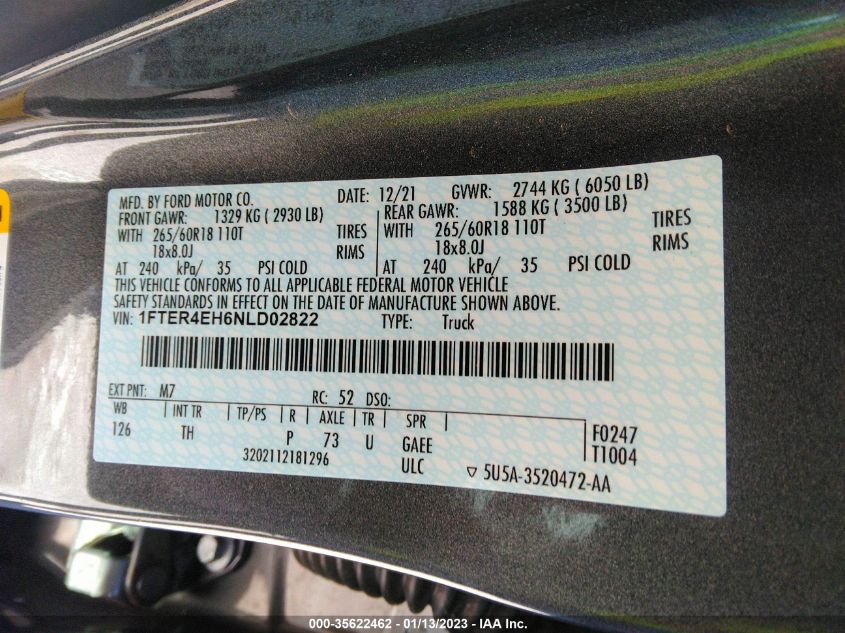 MFD. BY FORD MOTOR CO. DATE: 12/21 GVWR: 2744 KG ( 6050 LB)
FRONT GAWR: 1329 KG ( 2930 LB) REAR GAWR: 1588 KG ( 3500 LB)
WITH 265/60R18 110T TIRES WITH 265/60R18 110T TIRES
18x8.0J RIMS 18x8.0J RIMS
AT 240 kPa/ 35 PSI COLD AT 240 kPa/ 35 PSI COLD
THIS VEHICLE CONFORMS TO ALL APPLICABLE FEDERAL MOTOR VEHICLE
SAFETY STANDARDS IN EFFECT ON THE DATE OF MANUFACTURE SHOWN ABOVE.
VIN: 1FTER4EH6NLD02822 TYPE: Truck
EXT PNT: M7 RC: 52 DSO:
WB INT TR TP/PS R AXLE TR SPR F0247
126 TH P 73 U GAEE T1004
3202112181296 ULC ▽ 5U5A-3520472-AA
000-35622462 - 01/13/2023 - IAA Inc.